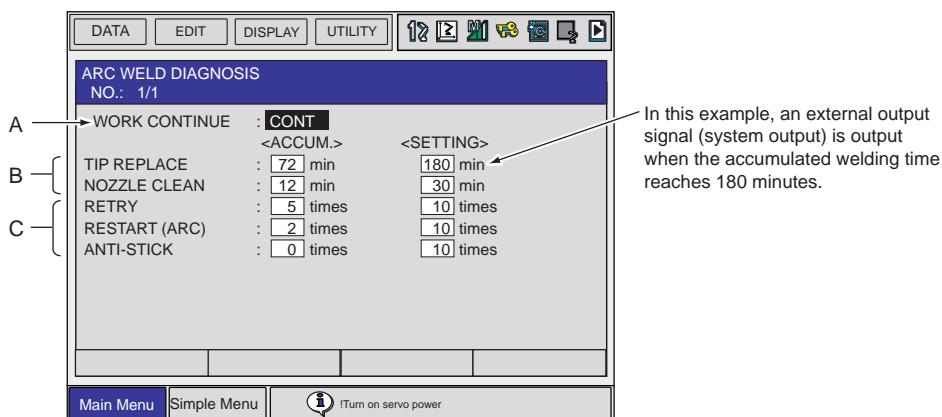 DATA EDIT DISPLAY UTILITY
ARC WELD DIAGNOSIS
NO.: 1/1
A WORK CONTINUE : CONT
<ACCUM.> <SETTING>
B TIP REPLACE : 72 min 180 min
NOZZLE CLEAN : 12 min 30 min
C RETRY : 5 times 10 times
RESTART (ARC) : 2 times 10 times
ANTI-STICK : 0 times 10 times
Main Menu Simple Menu !Turn on servo power
In this example, an external output
signal (system output) is output
when the accumulated welding time
reaches 180 minutes.